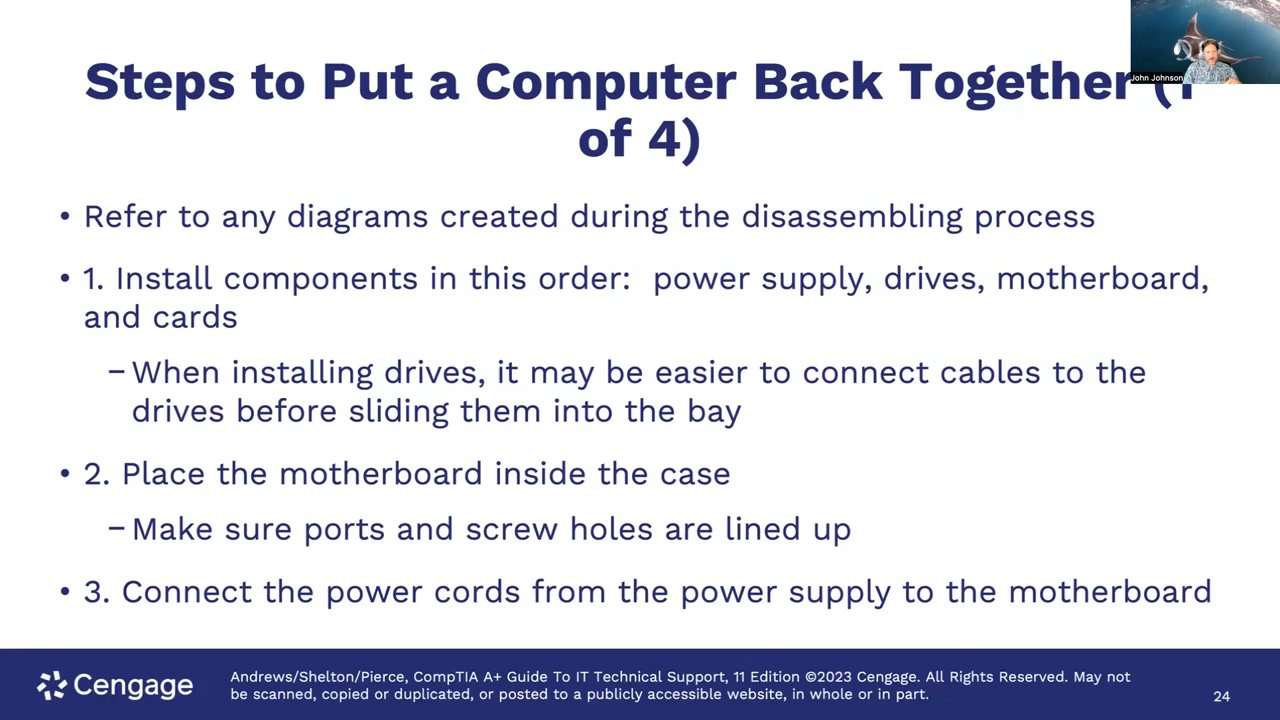 Steps to Put a Computer Back Together (1
of 4)
John Johnson
• Refer to any diagrams created during the disassembling process
• 1. Install components in this order:  power supply, drives, motherboard,
and cards
– When installing drives, it may be easier to connect cables to the
drives before sliding them into the bay
• 2. Place the motherboard inside the case
– Make sure ports and screw holes are lined up
• 3. Connect the power cords from the power supply to the motherboard
Cengage
Andrews/Shelton/Pierce, CompTIA A+ Guide To IT Technical Support, 11 Edition ©2023 Cengage. All Rights Reserved. May not
be scanned, copied or duplicated, or posted to a publicly accessible website, in whole or in part.
24